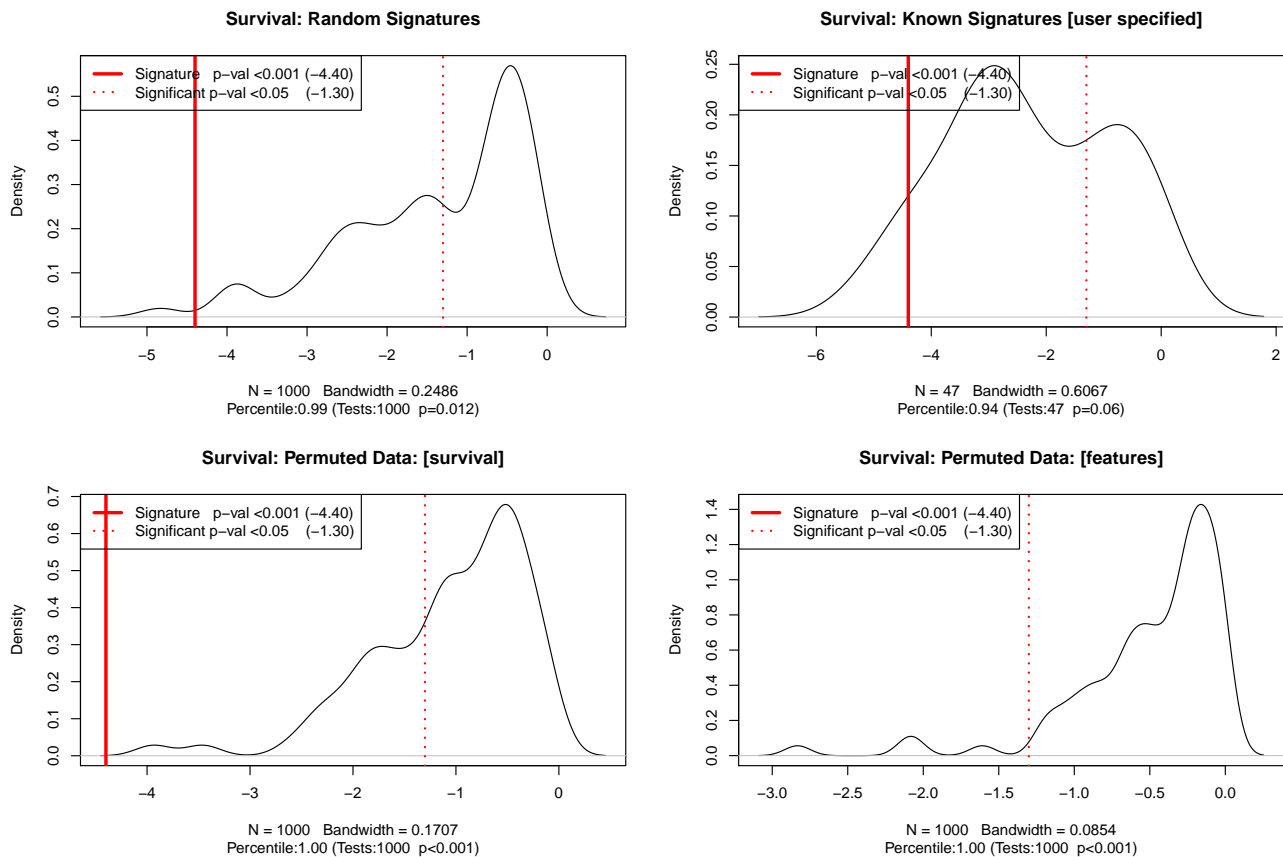 Survival: Random Signatures
Signature p−val <0.001 (−4.40)
Significant p−val <0.05 (−1.30)
Density
0.0
0.1
0.2
0.3
0.4
0.5
−5
−4
−3
−2
−1
0
N = 1000 Bandwidth = 0.2486
Percentile:0.99 (Tests:1000 p=0.012)
Survival: Known Signatures [user specified]
Signature p−val <0.001 (−4.40)
Significant p−val <0.05 (−1.30)
Density
0.00
0.05
0.10
0.15
0.20
0.25
−6
−4
−2
0
2
N = 47 Bandwidth = 0.6067
Percentile:0.94 (Tests:47 p=0.06)
Survival: Permuted Data: [survival]
Signature p−val <0.001 (−4.40)
Significant p−val <0.05 (−1.30)
Density
0.0
0.1
0.2
0.3
0.4
0.5
0.6
0.7
−4
−3
−2
−1
0
N = 1000 Bandwidth = 0.1707
Percentile:1.00 (Tests:1000 p<0.001)
Survival: Permuted Data: [features]
Signature p−val <0.001 (−4.40)
Significant p−val <0.05 (−1.30)
Density
0.0
0.2
0.4
0.6
0.8
1.0
1.2
1.4
−3.0
−2.5
−2.0
−1.5
−1.0
−0.5
0.0
N = 1000 Bandwidth = 0.0854
Percentile:1.00 (Tests:1000 p<0.001)